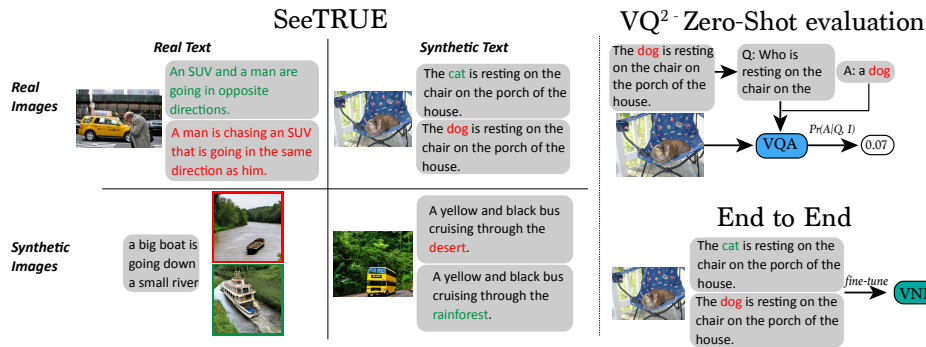 SeeTRUE
Real Text
Synthetic Text
Real
Images
An SUV and a man are
going in opposite
directions.
A man is chasing an SUV
that is going in the same
direction as him.
The cat is resting on the
chair on the porch of the
house.
The dog is resting on the
chair on the porch of the
house.
Synthetic
Images
a big boat is
going down
a small river
A yellow and black bus
cruising through the
desert.
A yellow and black bus
cruising through the
rainforest.
VQ² - Zero-Shot evaluation
The dog is resting
on the chair on the
porch of the
house.
Q: Who is
resting on the
chair on the
A: a dog
VQA
Pr(A|Q, I)
0.07
End to End
The cat is resting on the
chair on the porch of the
house.
The dog is resting on the
chair on the porch of the
house.
fine-tune